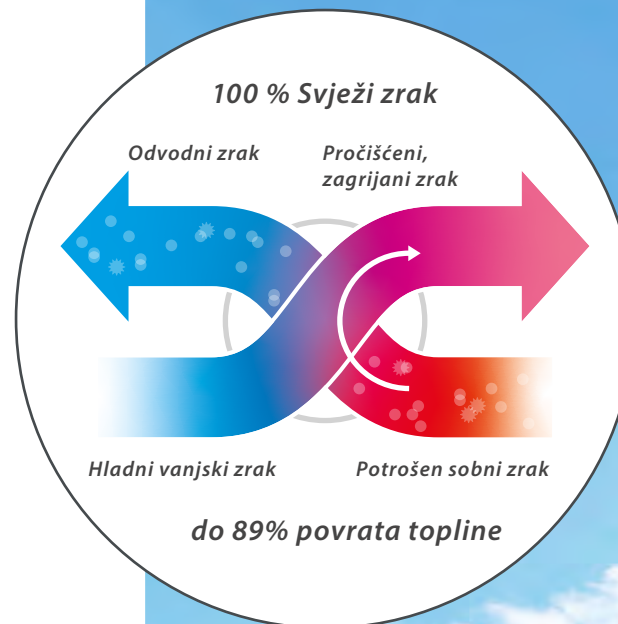 100 % Svježi zrak
Odvodni zrak
Pročišćeni,
zagrijani zrak
Hladni vanjski zrak
Potrošen sobni zrak
do 89% povrata topline